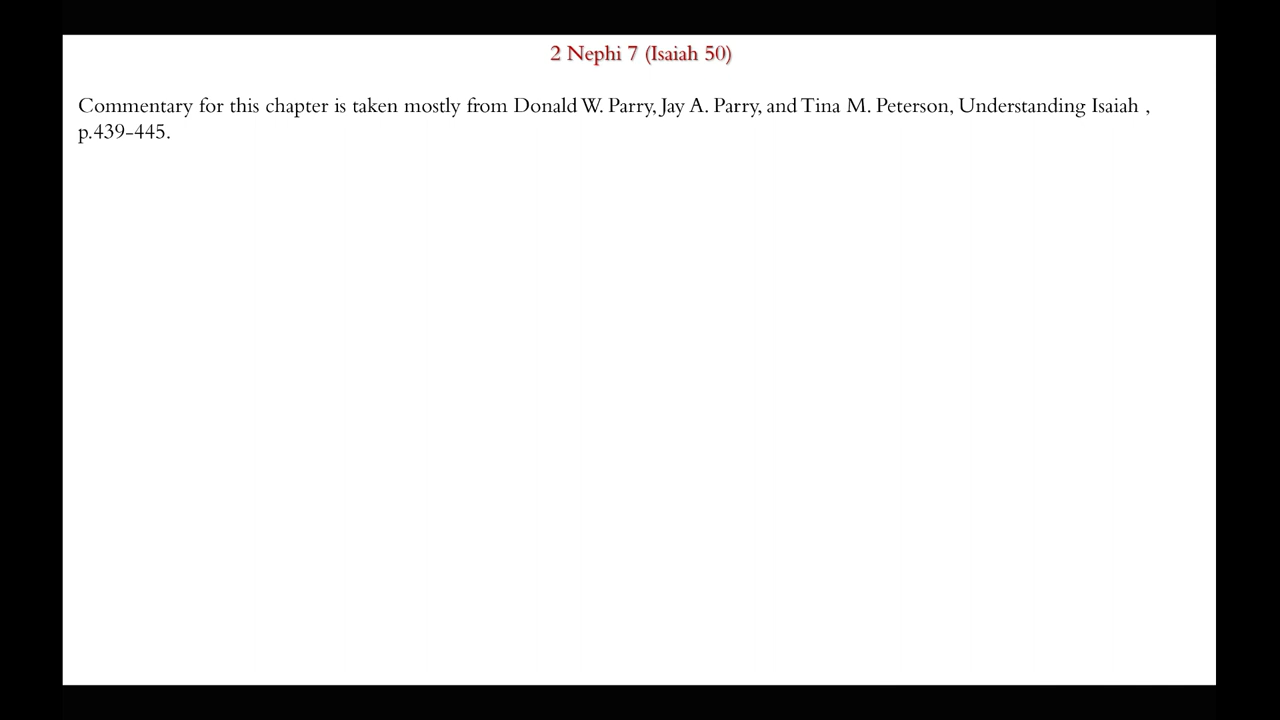 2 Nephi 7 (Isaiah 50)
Commentary for this chapter is taken mostly from Donald W. Parry, Jay A. Parry, and Tina M. Peterson, Understanding Isaiah ,
p.439-445.